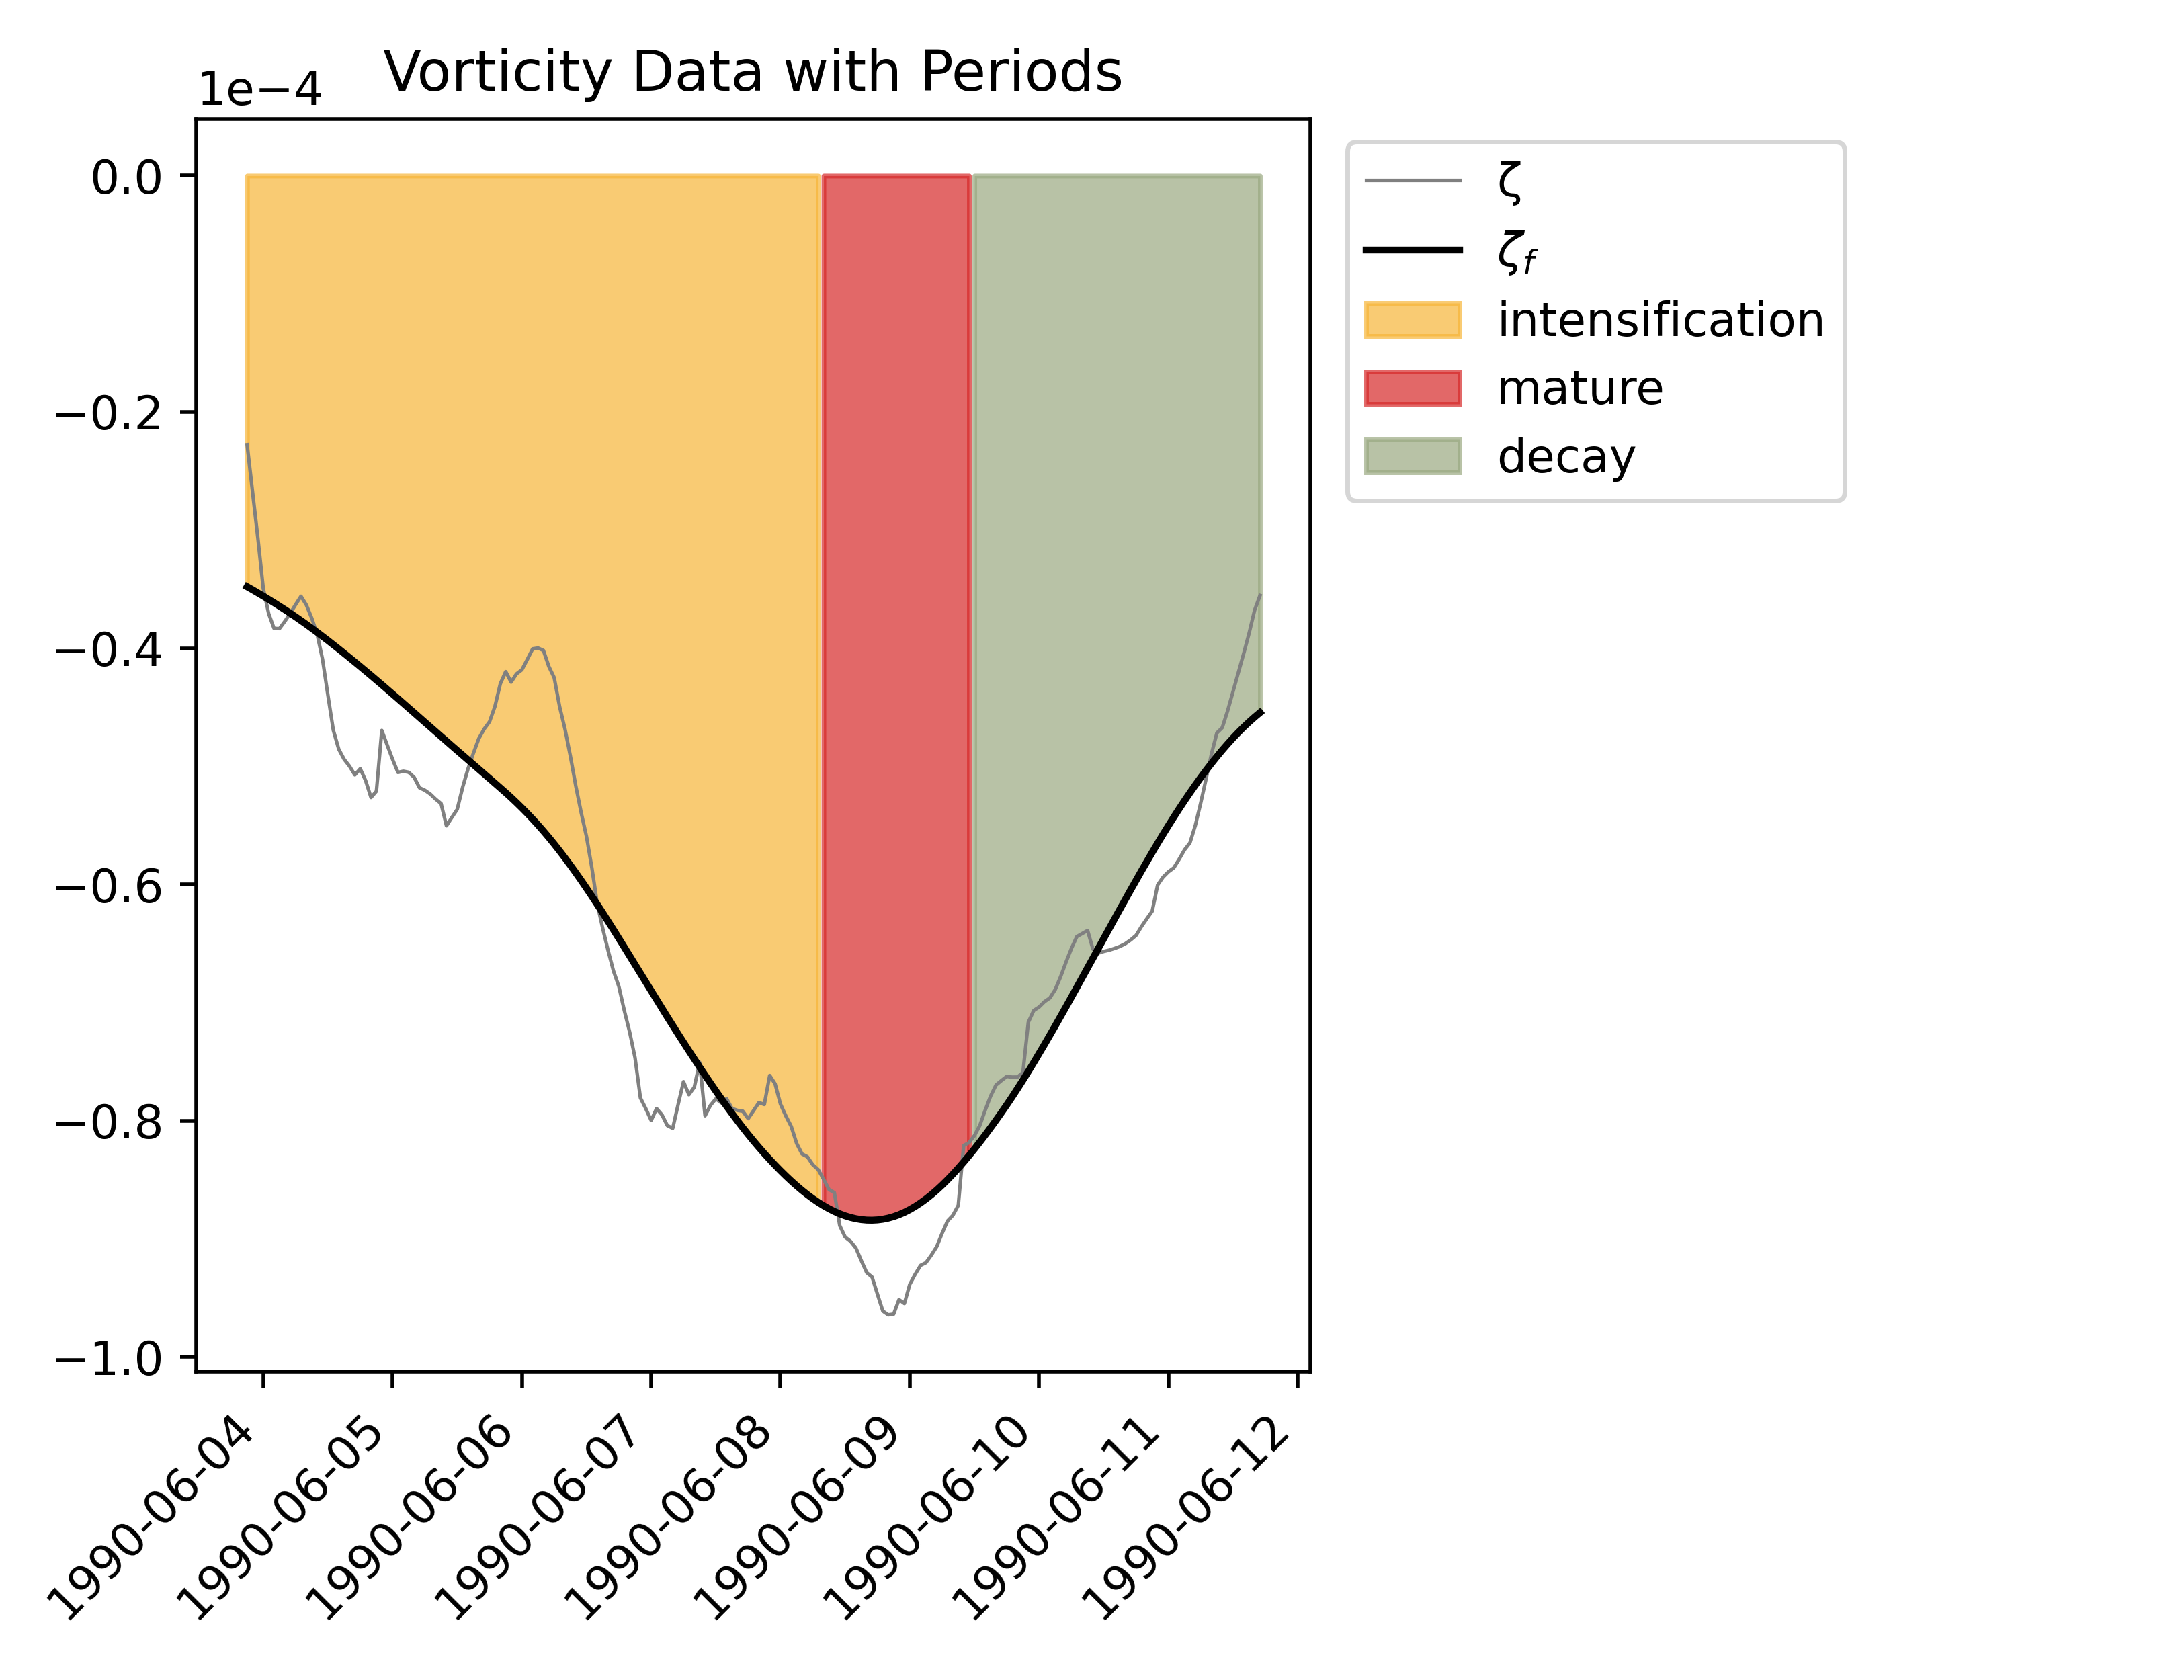 Vorticity Data with Periods
1e−4
0.0
−0.2
−0.4
−0.6
−0.8
−1.0
1990-06-04
1990-06-05
1990-06-06
1990-06-07
1990-06-08
1990-06-09
1990-06-10
1990-06-11
1990-06-12
ζ
ζf
intensification
mature
decay